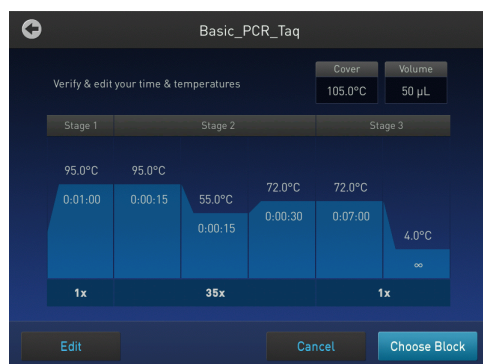 Basic_PCR_Taq
Cover Volume
Verify & edit your time & temperatures 105.0°C 50 µL
Stage 1 Stage 2 Stage 3
95.0°C 95.0°C
72.0°C 72.0°C
0:01:00 0:00:15 55.0°C
0:00:30 0:07:00
0:00:15
4.0°C
∞
1x 35x 1x
Edit Cancel Choose Block